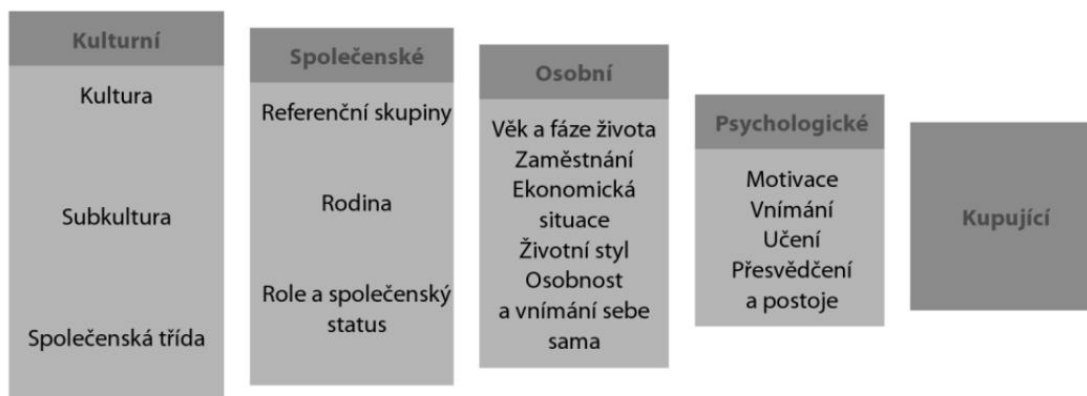 Kulturní
Kultura
Subkultura
Společenská třída
Společenské
Referenční skupiny
Rodina
Role a společenský
status
Osobní
Věk a fáze života
Zaměstnání
Ekonomická
situace
Životní styl
Osobnost
a vnímání sebe
sama
Psychologické
Motivace
Vnímání
Učení
Přesvědčení
a postoje
Kupující